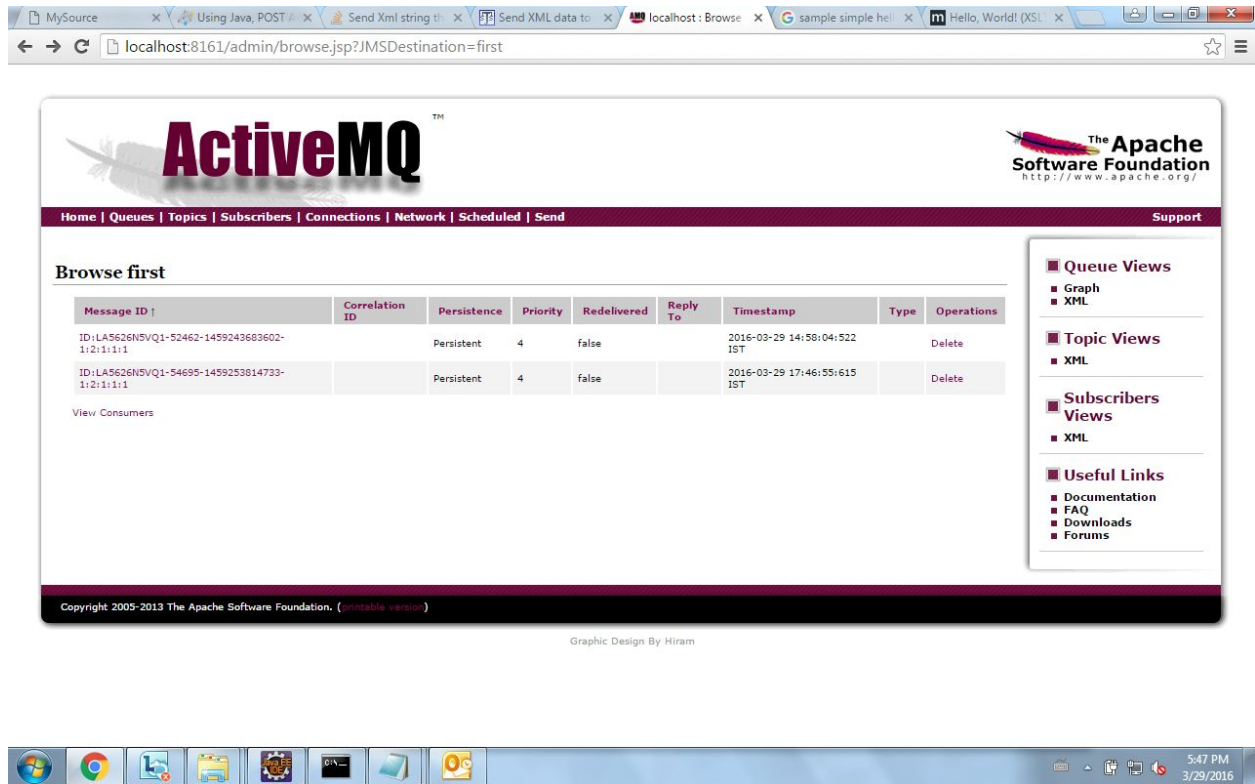 MySource
Using Java, POST A
Send Xml string th
Send XML data to
localhost : Browse
sample simple hell
Hello, World! (XSL
localhost:8161/admin/browse.jsp?JMSDestination=first
ActiveMQ™
The Apache
Software Foundation
http://www.apache.org/
Home | Queues | Topics | Subscribers | Connections | Network | Scheduled | Send
Support
Browse first
Message ID ↑ Correlation ID Persistence Priority Redelivered Reply To Timestamp Type Operations
ID:LA5626N5VQ1-52462-1459243683602-
1:2:1:1:1
Persistent 4 false 2016-03-29 14:58:04:522 IST Delete
ID:LA5626N5VQ1-54695-1459253814733-
1:2:1:1:1
Persistent 4 false 2016-03-29 17:46:55:615 IST Delete
View Consumers
Queue Views
Graph
XML
Topic Views
XML
Subscribers
Views
XML
Useful Links
Documentation
FAQ
Downloads
Forums
Copyright 2005-2013 The Apache Software Foundation. (printable version)
Graphic Design By Hiram
5:47 PM
3/29/2016